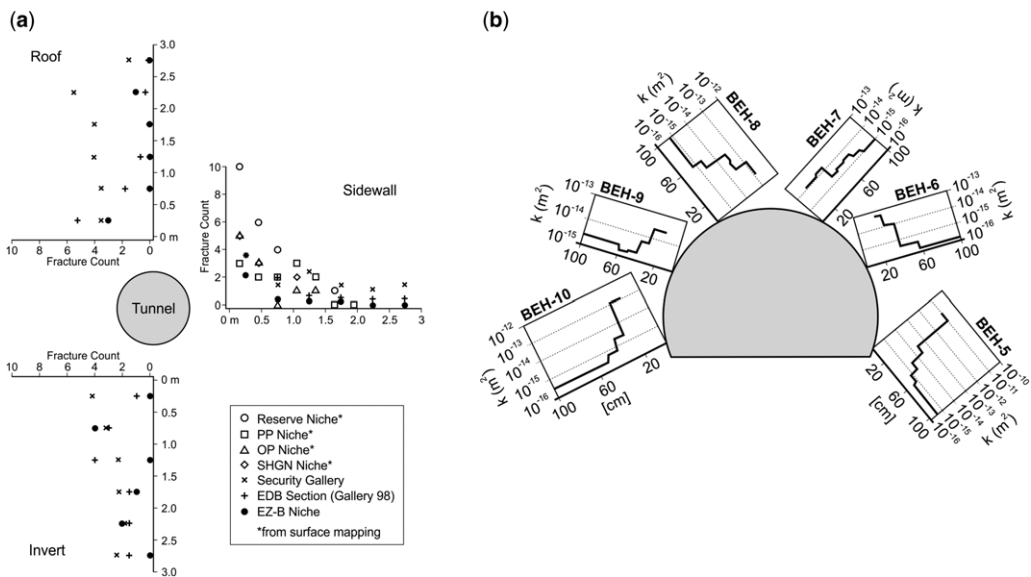 (a)
Roof
3.0
2.5
2.0
1.5
1.0
0.5
0 m
10 8 6 4 2 0
Fracture Count
Tunnel
Sidewall
Fracture Count
10
8
6
4
2
0
0 m 0.5 1.0 1.5 2.0 2.5 3
Fracture Count
10 8 6 4 2 0
0 m
0.5
1.0
1.5
2.0
2.5
3.0
Invert
Reserve Niche*
PP Niche*
OP Niche*
SHGN Niche*
Security Gallery
EDB Section (Gallery 98)
EZ-B Niche
*from surface mapping
(b)
BEH-10
k (m²)
10⁻¹²
10⁻¹³
10⁻¹⁴
10⁻¹⁵
10⁻¹⁶
100 60 20
[cm]
BEH-9
k (m²)
10⁻¹³
10⁻¹⁴
10⁻¹⁵
100 60 20
BEH-8
k (m²)
10⁻¹²
10⁻¹³
10⁻¹⁴
10⁻¹⁵
10⁻¹⁶
100 60 20
BEH-7
k (m²)
10⁻¹³
10⁻¹⁴
10⁻¹⁵
10⁻¹⁶
20 60 100
BEH-6
k (m²)
10⁻¹³
10⁻¹⁴
10⁻¹⁵
10⁻¹⁶
20 60 100
BEH-5
k (m²)
10⁻¹⁰
10⁻¹¹
10⁻¹²
10⁻¹³
10⁻¹⁴
10⁻¹⁵
10⁻¹⁶
20 60 100
[cm]